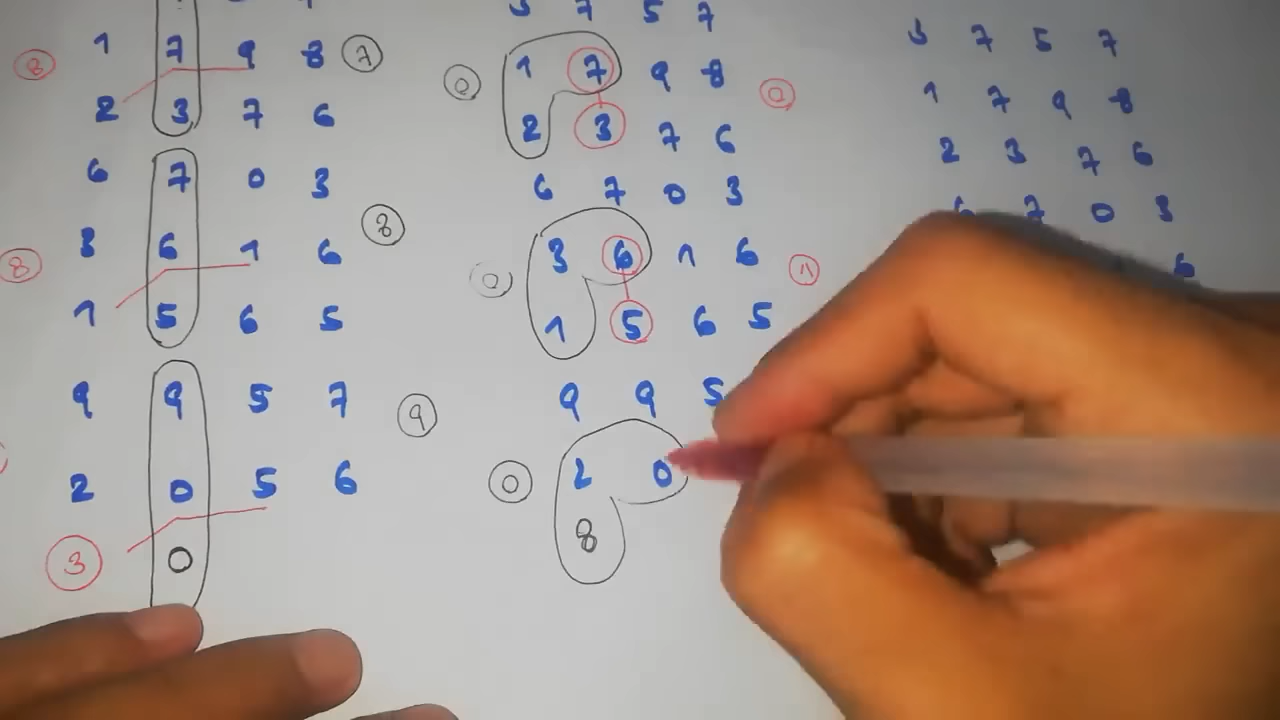 5 7 5 7
8 1 7 9 8 7
2 3 7 6
6 7 0 3
8 3 6 1 6 8
1 5 6 5
9 9 5 7 9
2 0 5 6
3 0
0 1 7 9 8 0
2 3 7 6
6 7 0 3
0 3 6 1 6 1
1 5 6 5
9 9 5
0 2 0
8
3 7 5 7
1 7 9 8
2 3 7 6
6 7 0 3
6